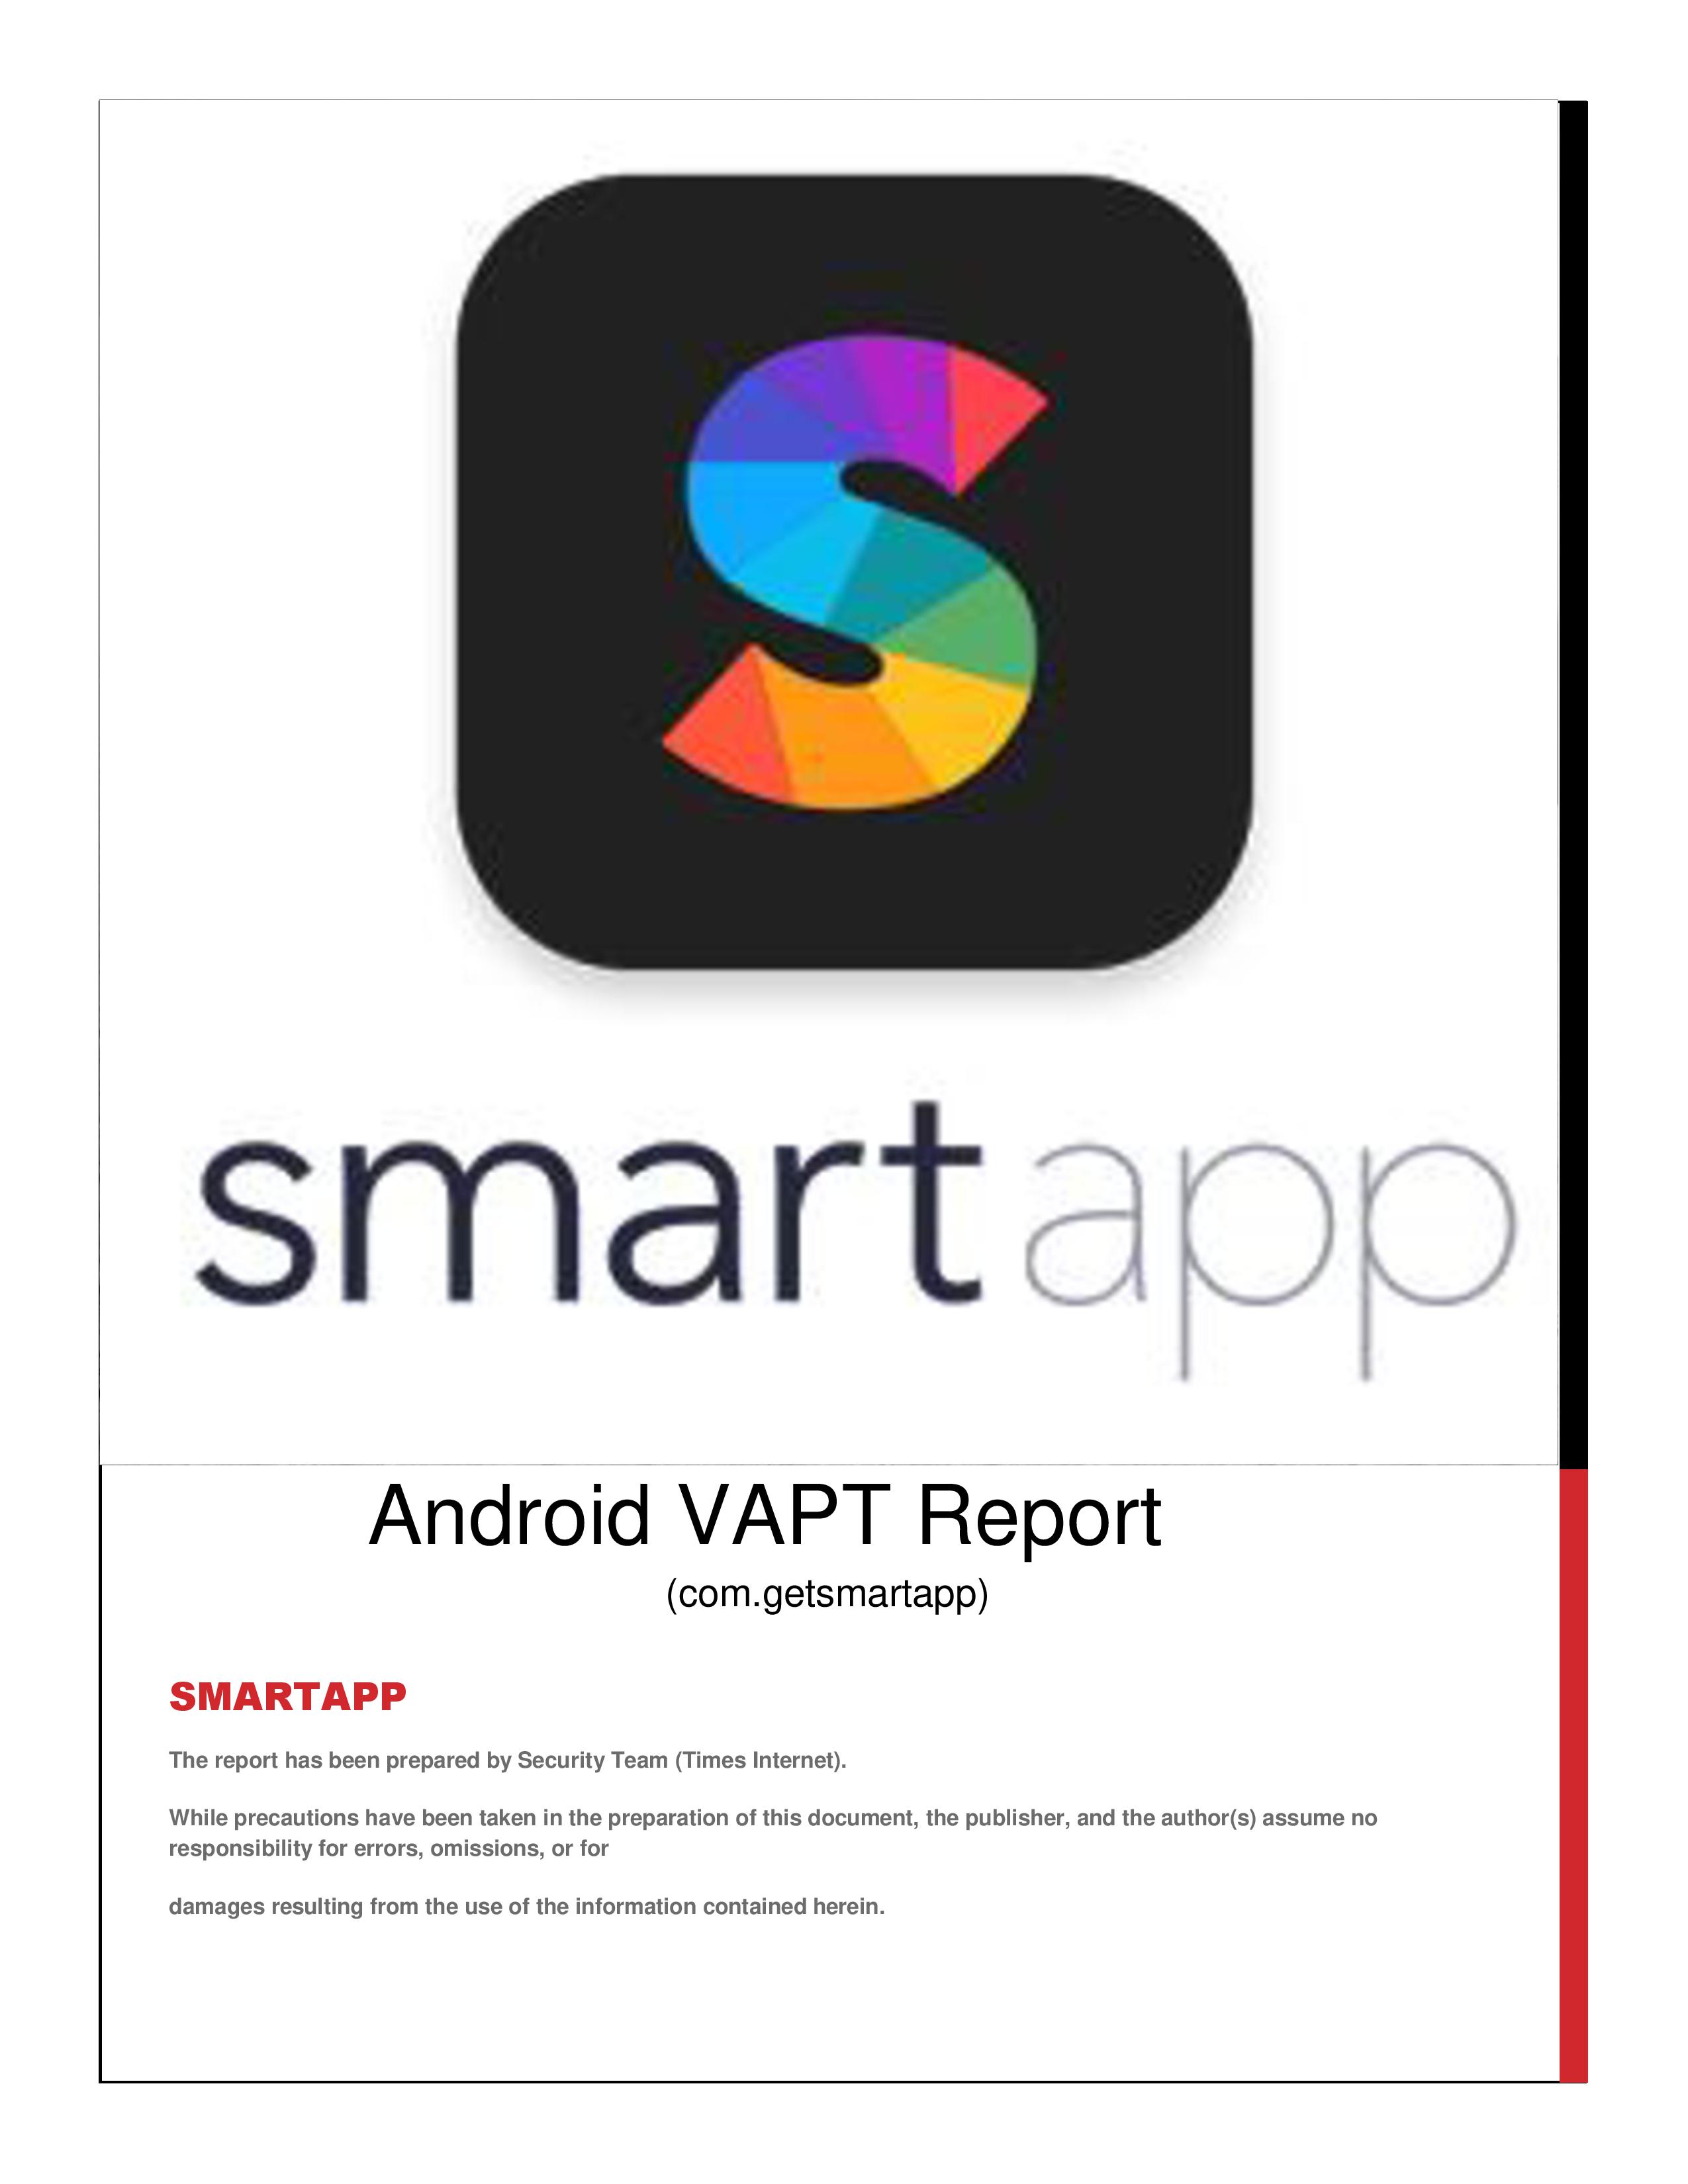 S
smart app
Android VAPT Report
(com.getsmartapp)
SMARTAPP
The report has been prepared by Security Team (Times Internet).
While precautions have been taken in the preparation of this document, the publisher, and the author(s) assume no
responsibility for errors, omissions, or for
damages resulting from the use of the information contained herein.